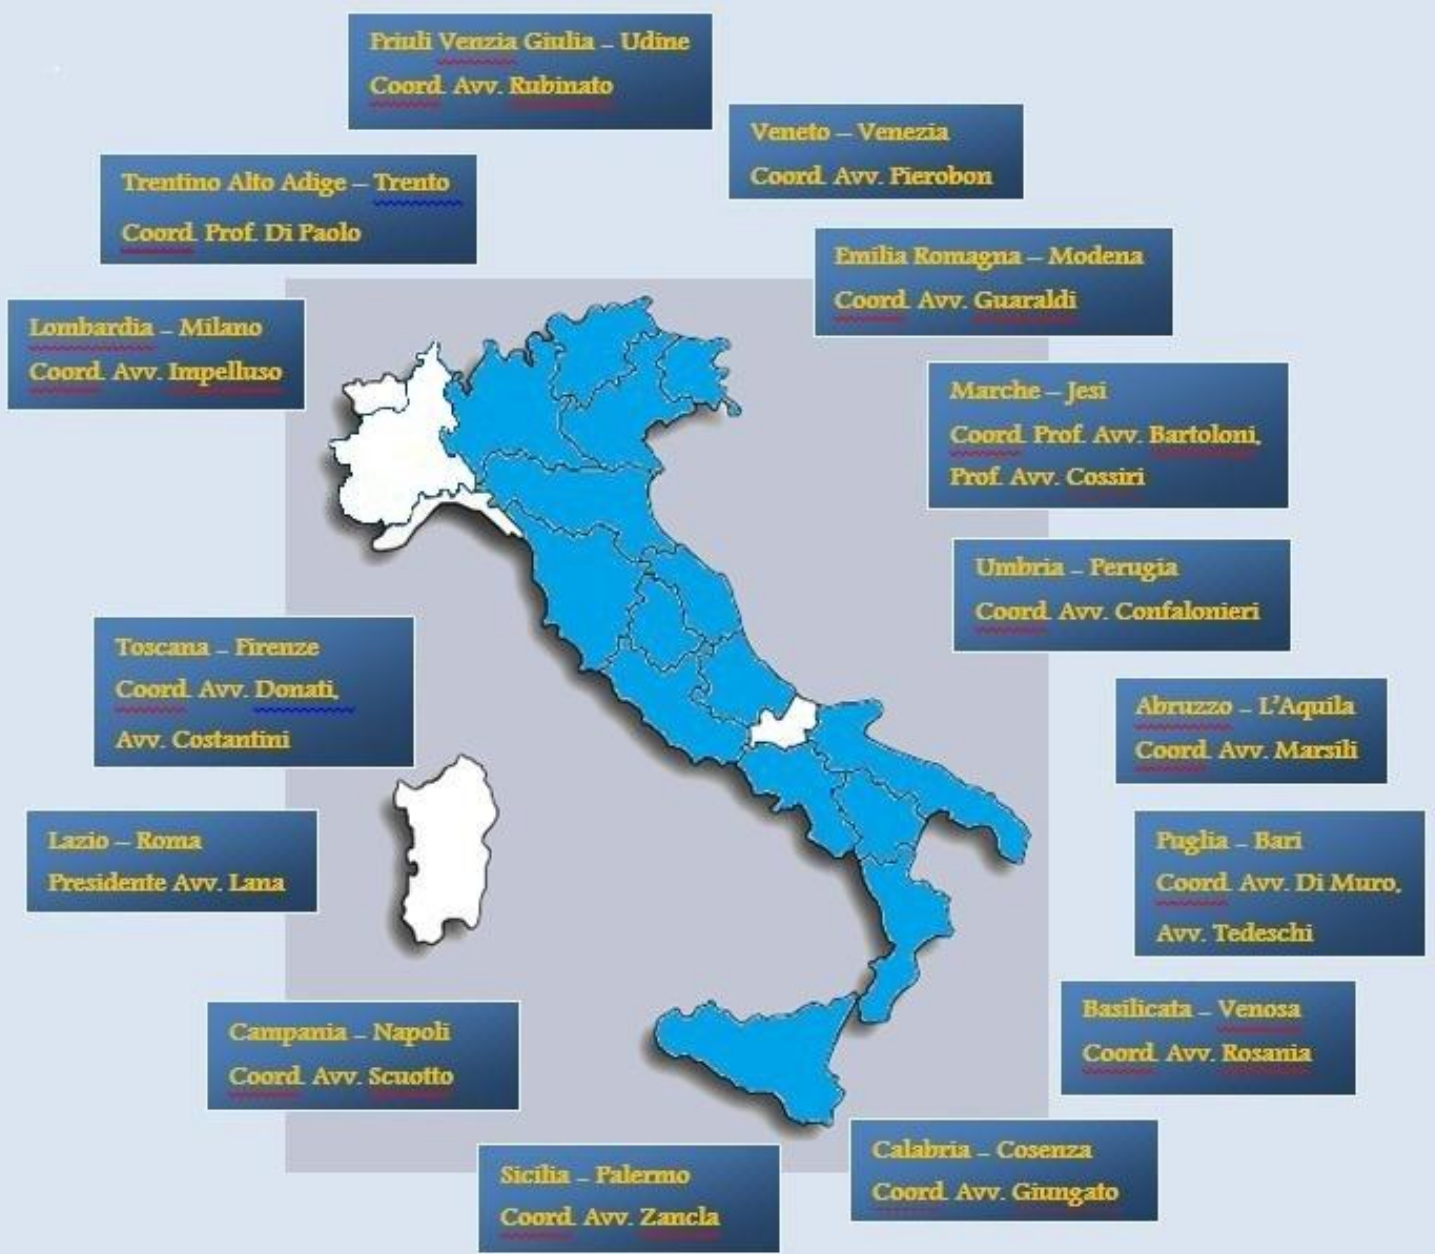 Friuli Venzia Giulia – Udine
Coord. Avv. Rubinato
Veneto – Venezia
Coord. Avv. Pierobon
Trentino Alto Adige – Trento
Coord. Prof. Di Paolo
Emilia Romagna – Modena
Coord. Avv. Guaraldi
Lombardia – Milano
Coord. Avv. Impelluso
Marche – Jesi
Coord. Prof. Avv. Bartoloni,
Prof. Avv. Cossiri
Umbria – Perugia
Coord. Avv. Confalonieri
Toscana – Firenze
Coord. Avv. Donati,
Avv. Costantini
Abruzzo – L'Aquila
Coord. Avv. Marsili
Lazio – Roma
Presidente Avv. Lana
Puglia – Bari
Coord. Avv. Di Muro,
Avv. Tedeschi
Basilicata – Venosa
Coord. Avv. Rosania
Campania – Napoli
Coord. Avv. Scuotto
Calabria – Cosenza
Coord. Avv. Giungato
Sicilia – Palermo
Coord. Avv. Zancla